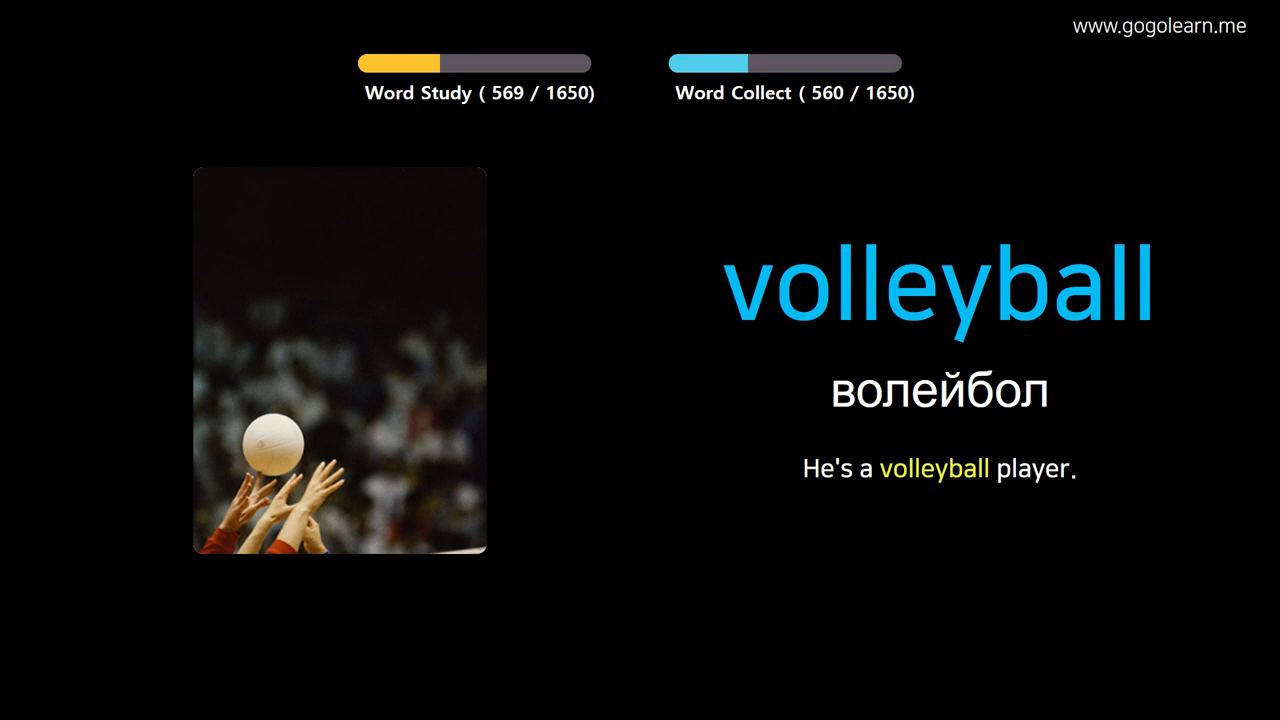 www.gogolearn.me
Word Study ( 569 / 1650)
Word Collect ( 560 / 1650)
volleyball
волейбол
He's a volleyball player.